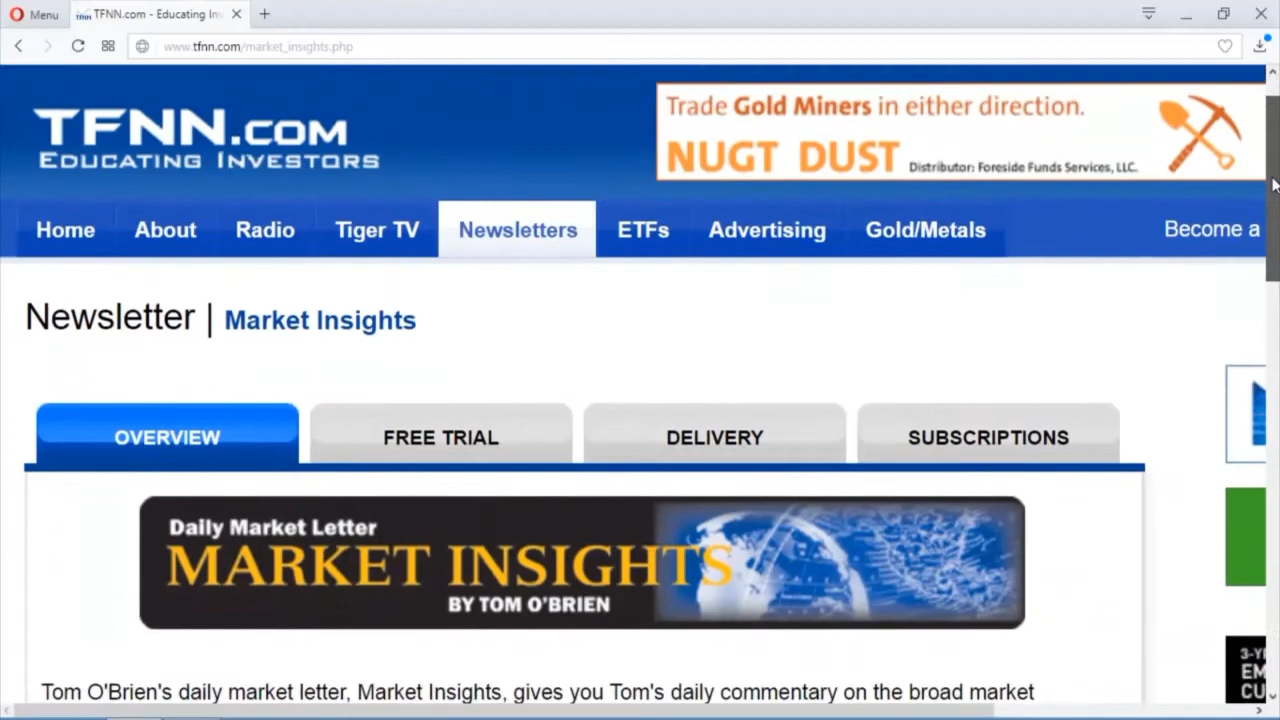 Menu
TFNN.com - Educating In
www.tfnn.com/market_insights.php
TFNN.COM
EDUCATING INVESTORS
Trade Gold Miners in either direction.
NUGT DUST Distributor: Foreside Funds Services, LLC.
Home About Radio Tiger TV Newsletters ETFs Advertising Gold/Metals Become a
Newsletter | Market Insights
OVERVIEW FREE TRIAL DELIVERY SUBSCRIPTIONS
Daily Market Letter
MARKET INSIGHTS
BY TOM O'BRIEN
3-Y
EM
CU
Tom O'Brien's daily market letter, Market Insights, gives you Tom's daily commentary on the broad market